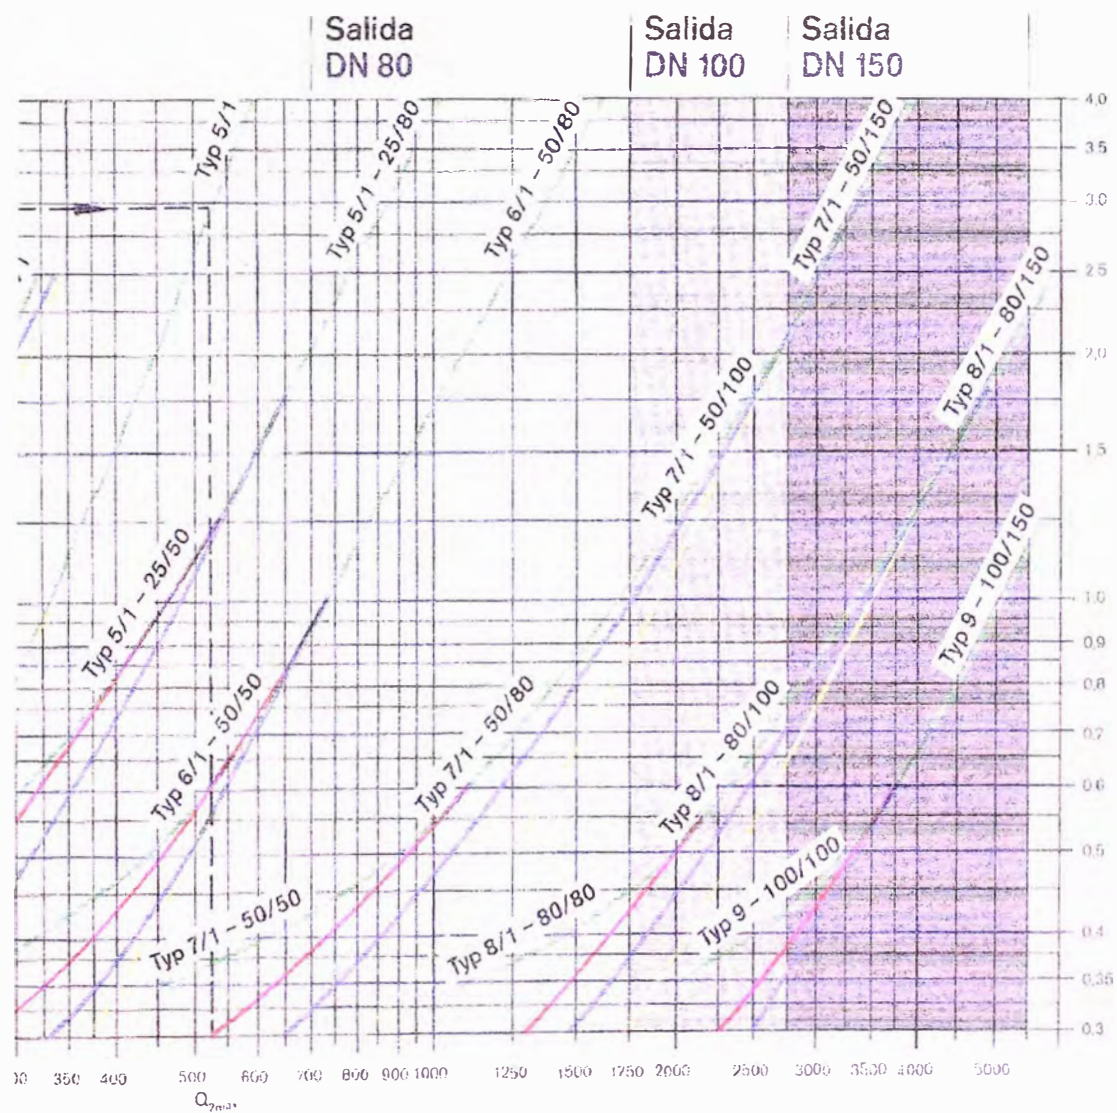 Salida
DN 80
Salida
DN 100
Salida
DN 150
Typ 5/1
Typ 5/1 – 25/80
Typ 6/1 – 50/80
Typ 7/1 – 50/150
Typ 8/1 – 80/150
Typ 7/1 – 50/100
Typ 9 – 100/150
Typ 5/1 – 25/50
Typ 6/1 – 50/50
Typ 7/1 – 50/80
Typ 8/1 – 80/100
Typ 7/1 – 50/50
Typ 8/1 – 80/80
Typ 9 – 100/100
4,0
3.5
3.0
2.5
2,0
1,5
1.0
0.9
0,8
0.7
0.6
0.5
0.4
0,35
0,3
350 400 500 600 700 800 900 1000 1250 1500 1750 2000 2500 3000 3500 4000 5000